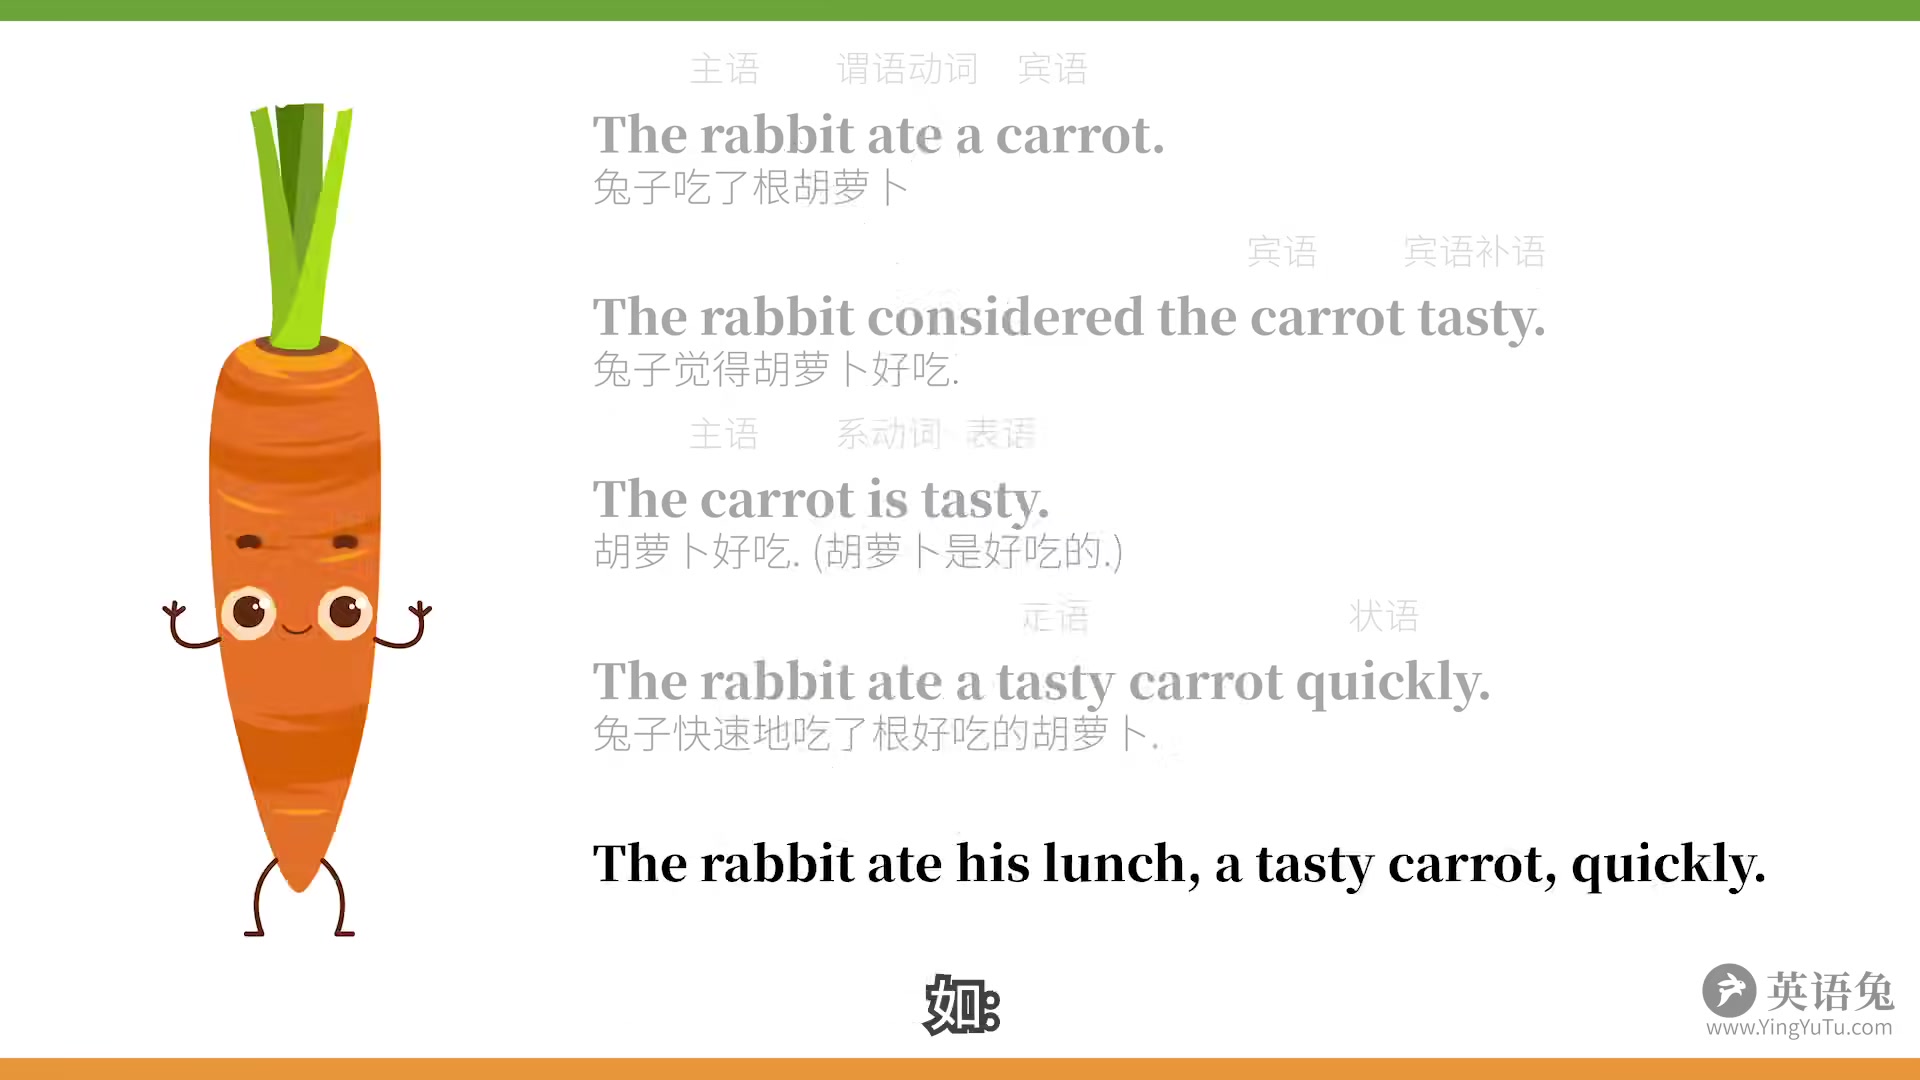 主语 谓语动词 宾语
The rabbit ate a carrot.
兔子吃了根胡萝卜
宾语 宾语补语
The rabbit considered the carrot tasty.
兔子觉得胡萝卜好吃.
主语 系动词 表语
The carrot is tasty.
胡萝卜好吃. (胡萝卜是好吃的.)
定语 状语
The rabbit ate a tasty carrot quickly.
兔子快速地吃了根好吃的胡萝卜.
The rabbit ate his lunch, a tasty carrot, quickly.
如:
英语兔
www.YingYuTu.com